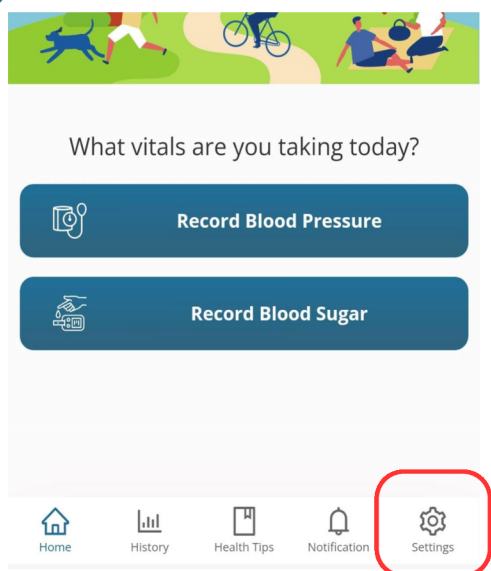 What vitals are you taking today?
Record Blood Pressure
Record Blood Sugar
Home History Health Tips Notification Settings